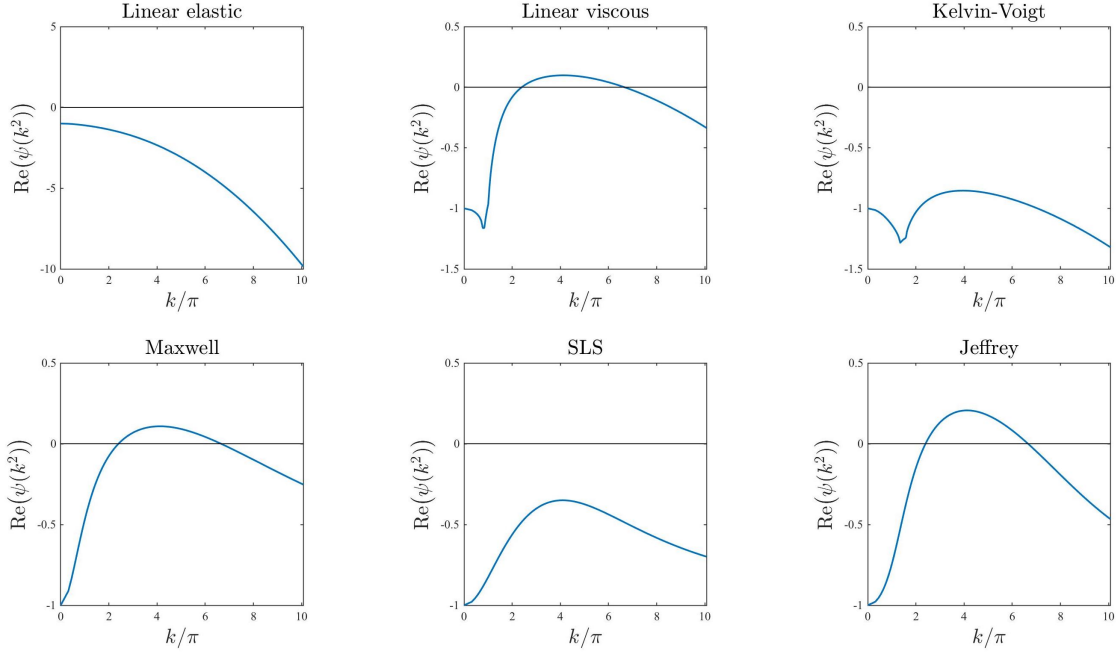 Linear elastic
5
0
-5
-10
0 2 4 6 8 10
k/π
Re(ψ(k²))
Linear viscous
0.5
0
-0.5
-1
-1.5
0 2 4 6 8 10
k/π
Re(ψ(k²))
Kelvin-Voigt
0.5
0
-0.5
-1
-1.5
0 2 4 6 8 10
k/π
Re(ψ(k²))
Maxwell
0.5
0
-0.5
-1
0 2 4 6 8 10
k/π
Re(ψ(k²))
SLS
0.5
0
-0.5
-1
0 2 4 6 8 10
k/π
Re(ψ(k²))
Jeffrey
0.5
0
-0.5
-1
0 2 4 6 8 10
k/π
Re(ψ(k²))